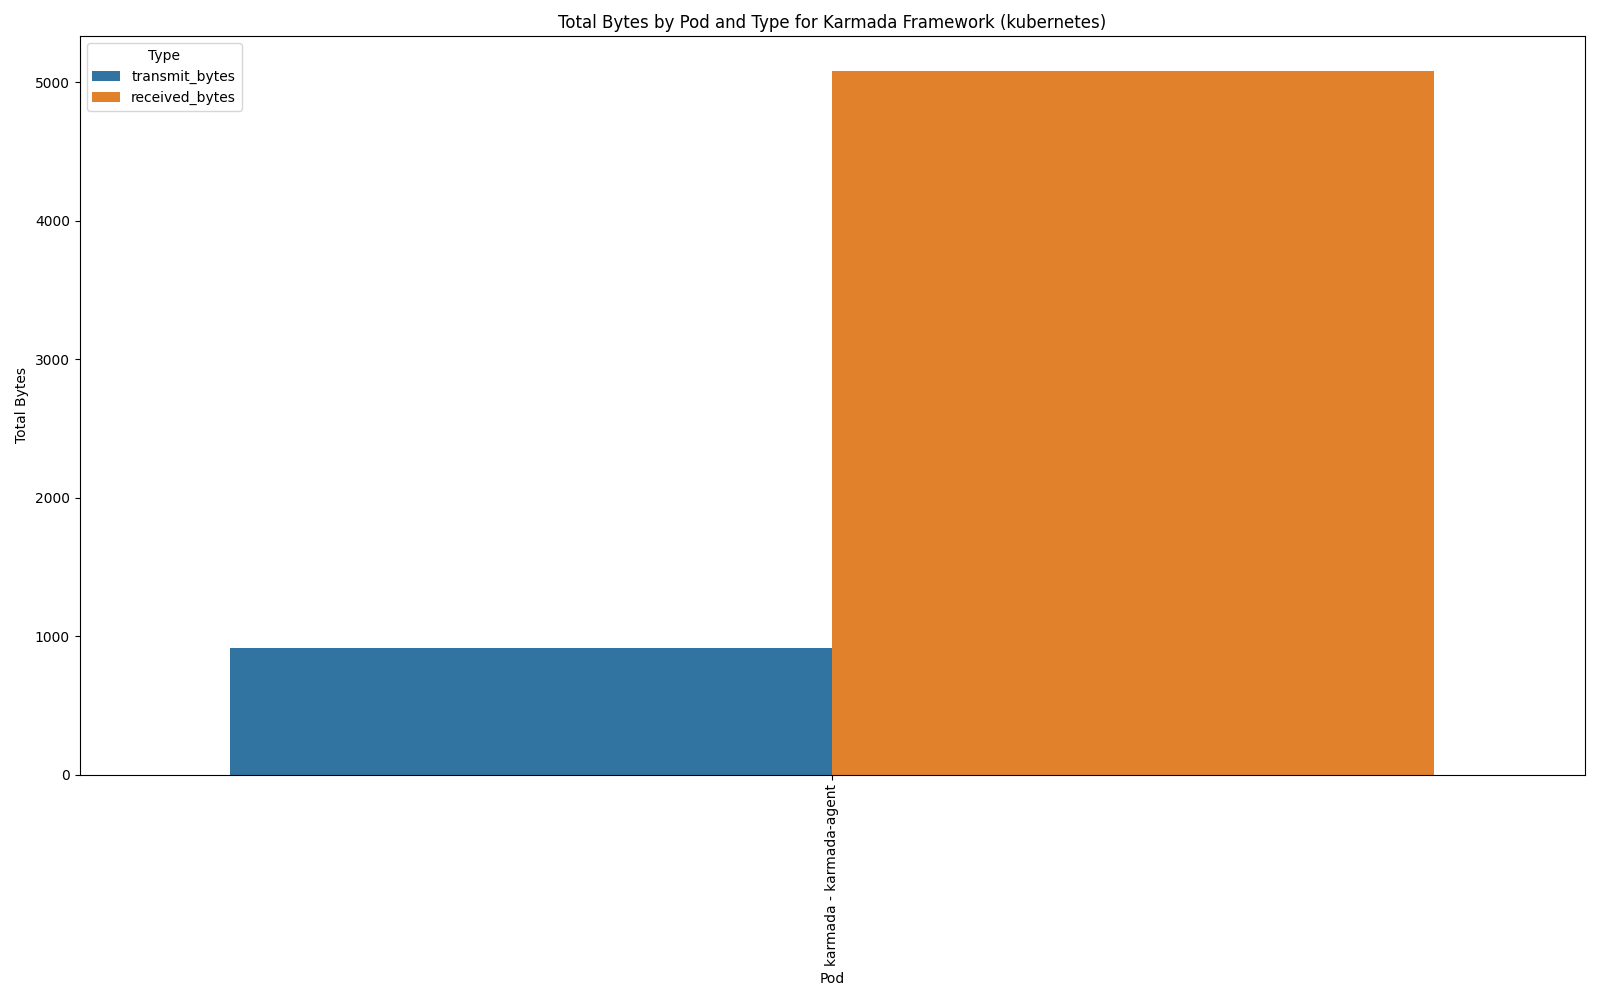 Total Bytes by Pod and Type for Karmada Framework (kubernetes)
Type
transmit_bytes
received_bytes
5000
4000
3000
2000
1000
0
Total Bytes
karmada - karmada-agent
Pod